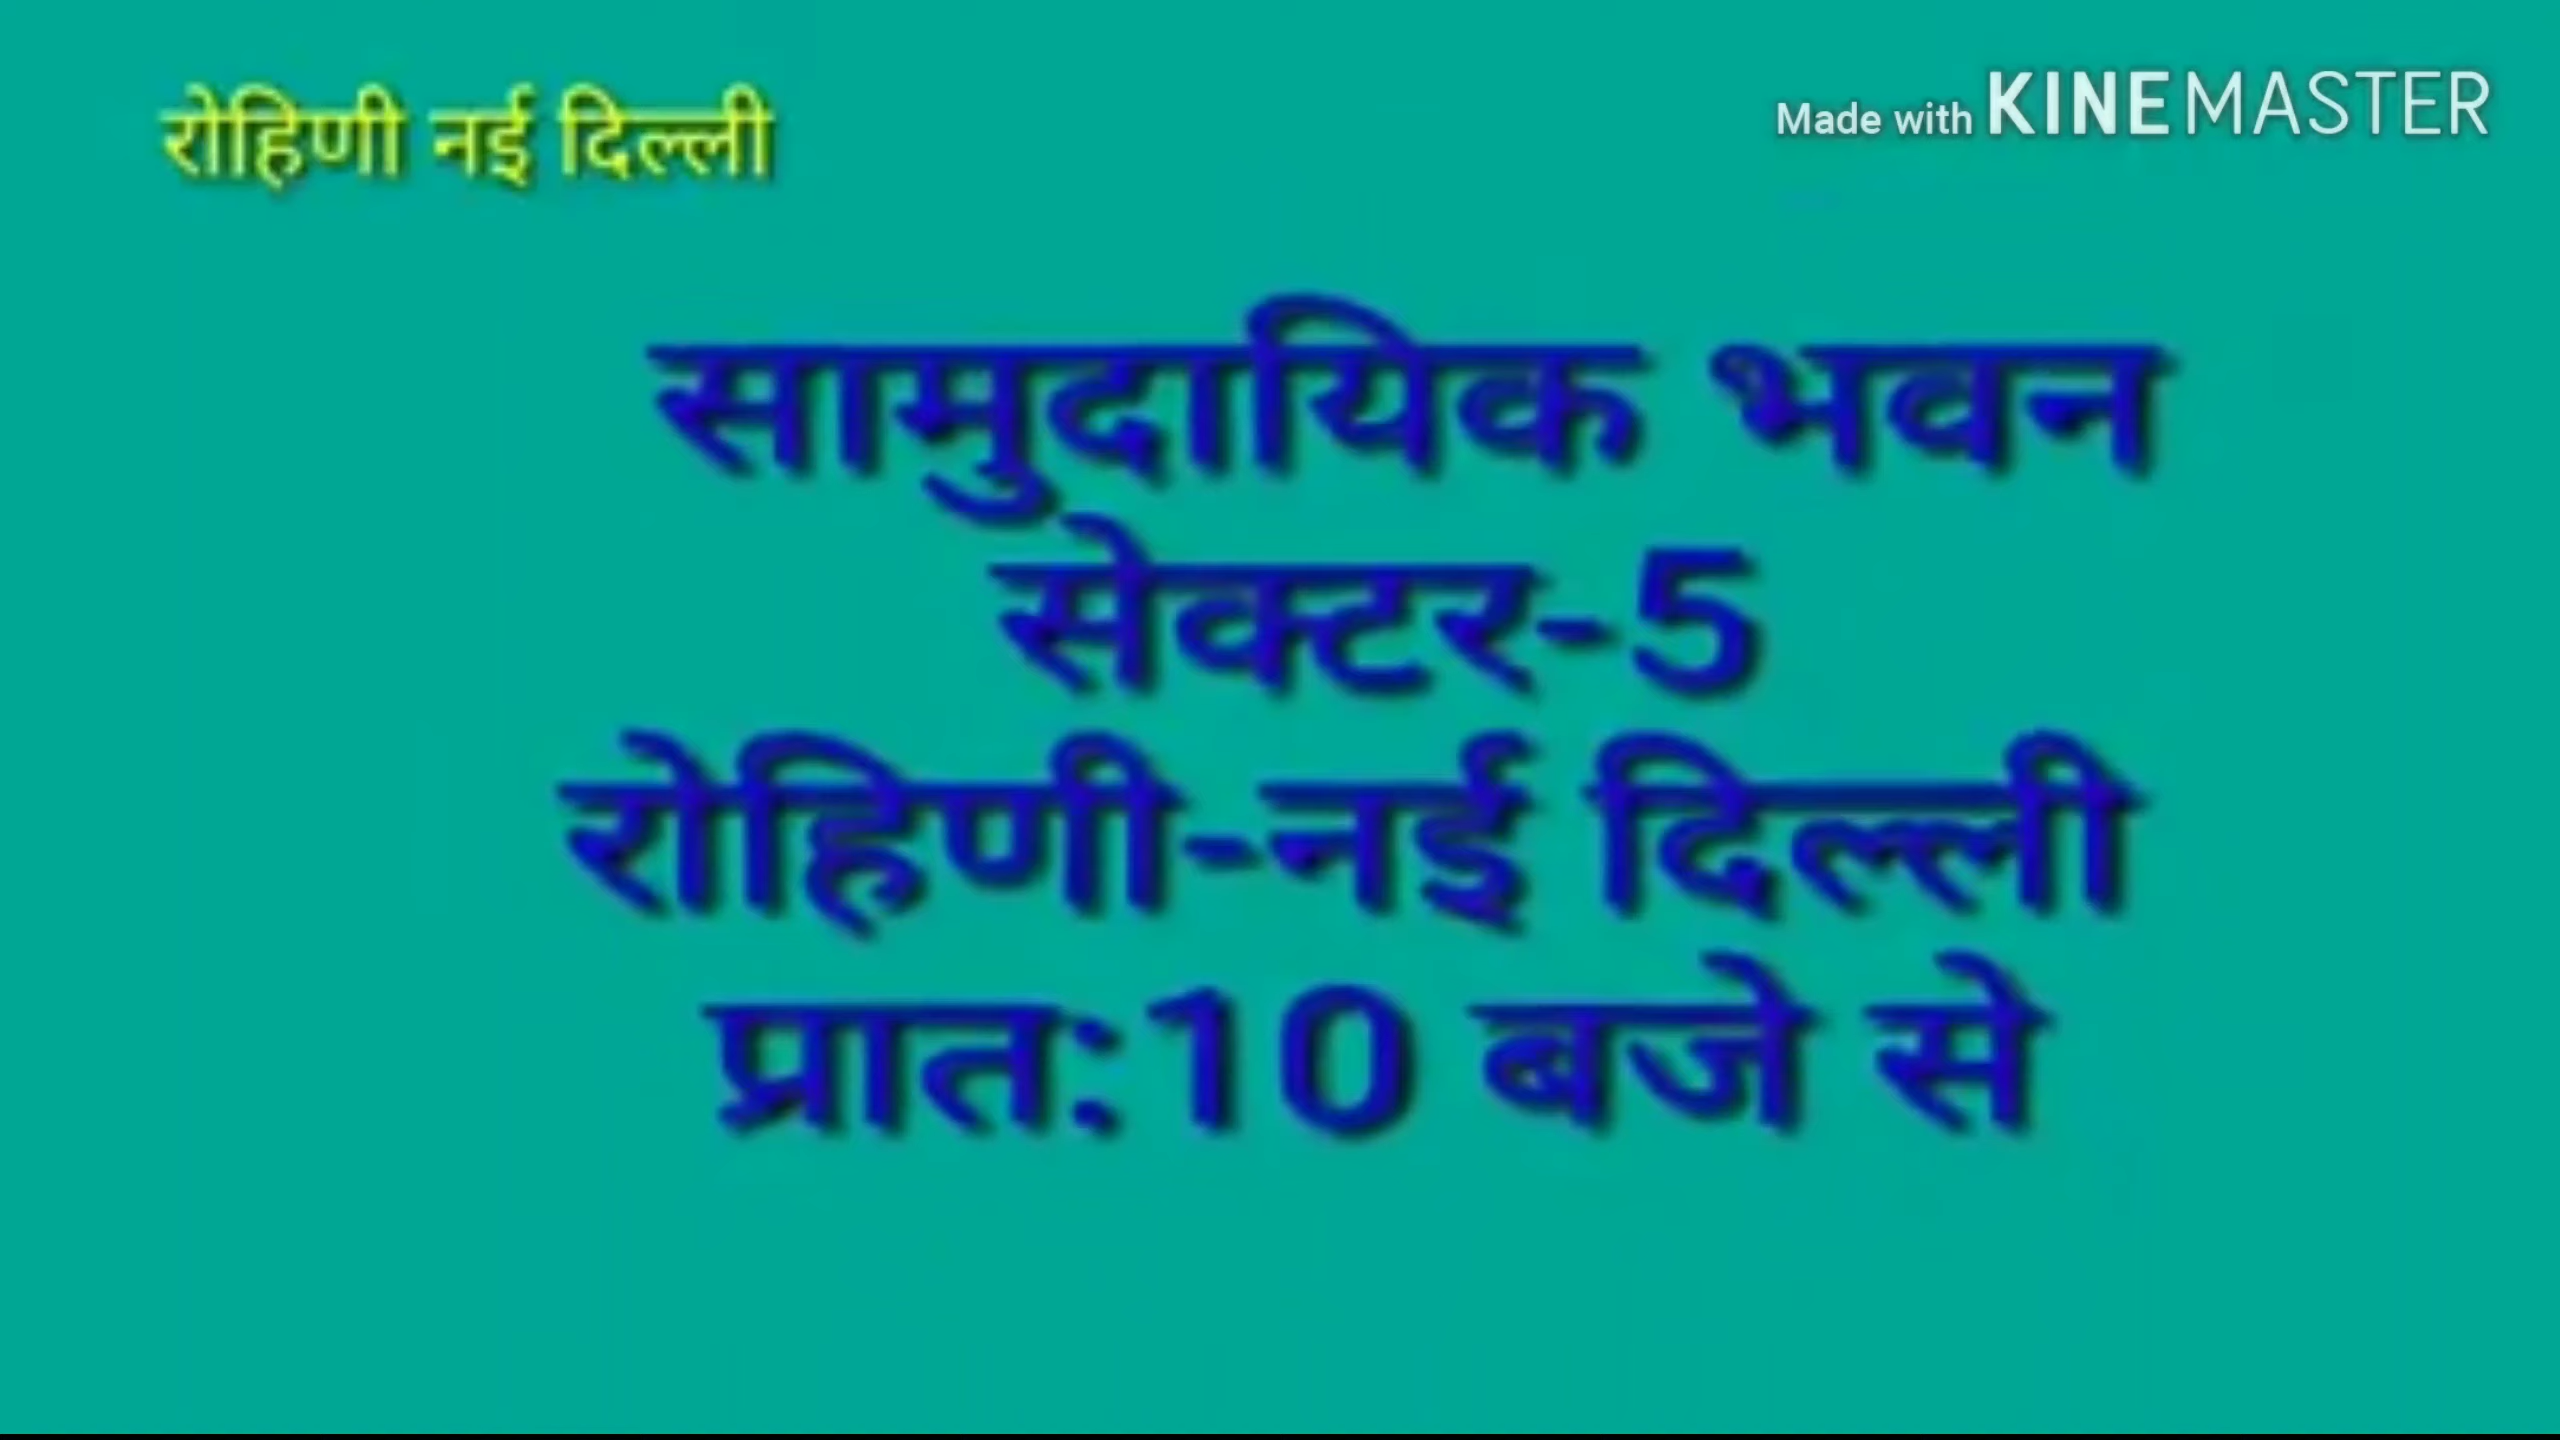 रोहिणी नई दिल्ली
Made with KINEMASTER
सामुदायिक भवन
सेक्टर-5
रोहिणी-नई दिल्ली
प्रात:10 बजे से